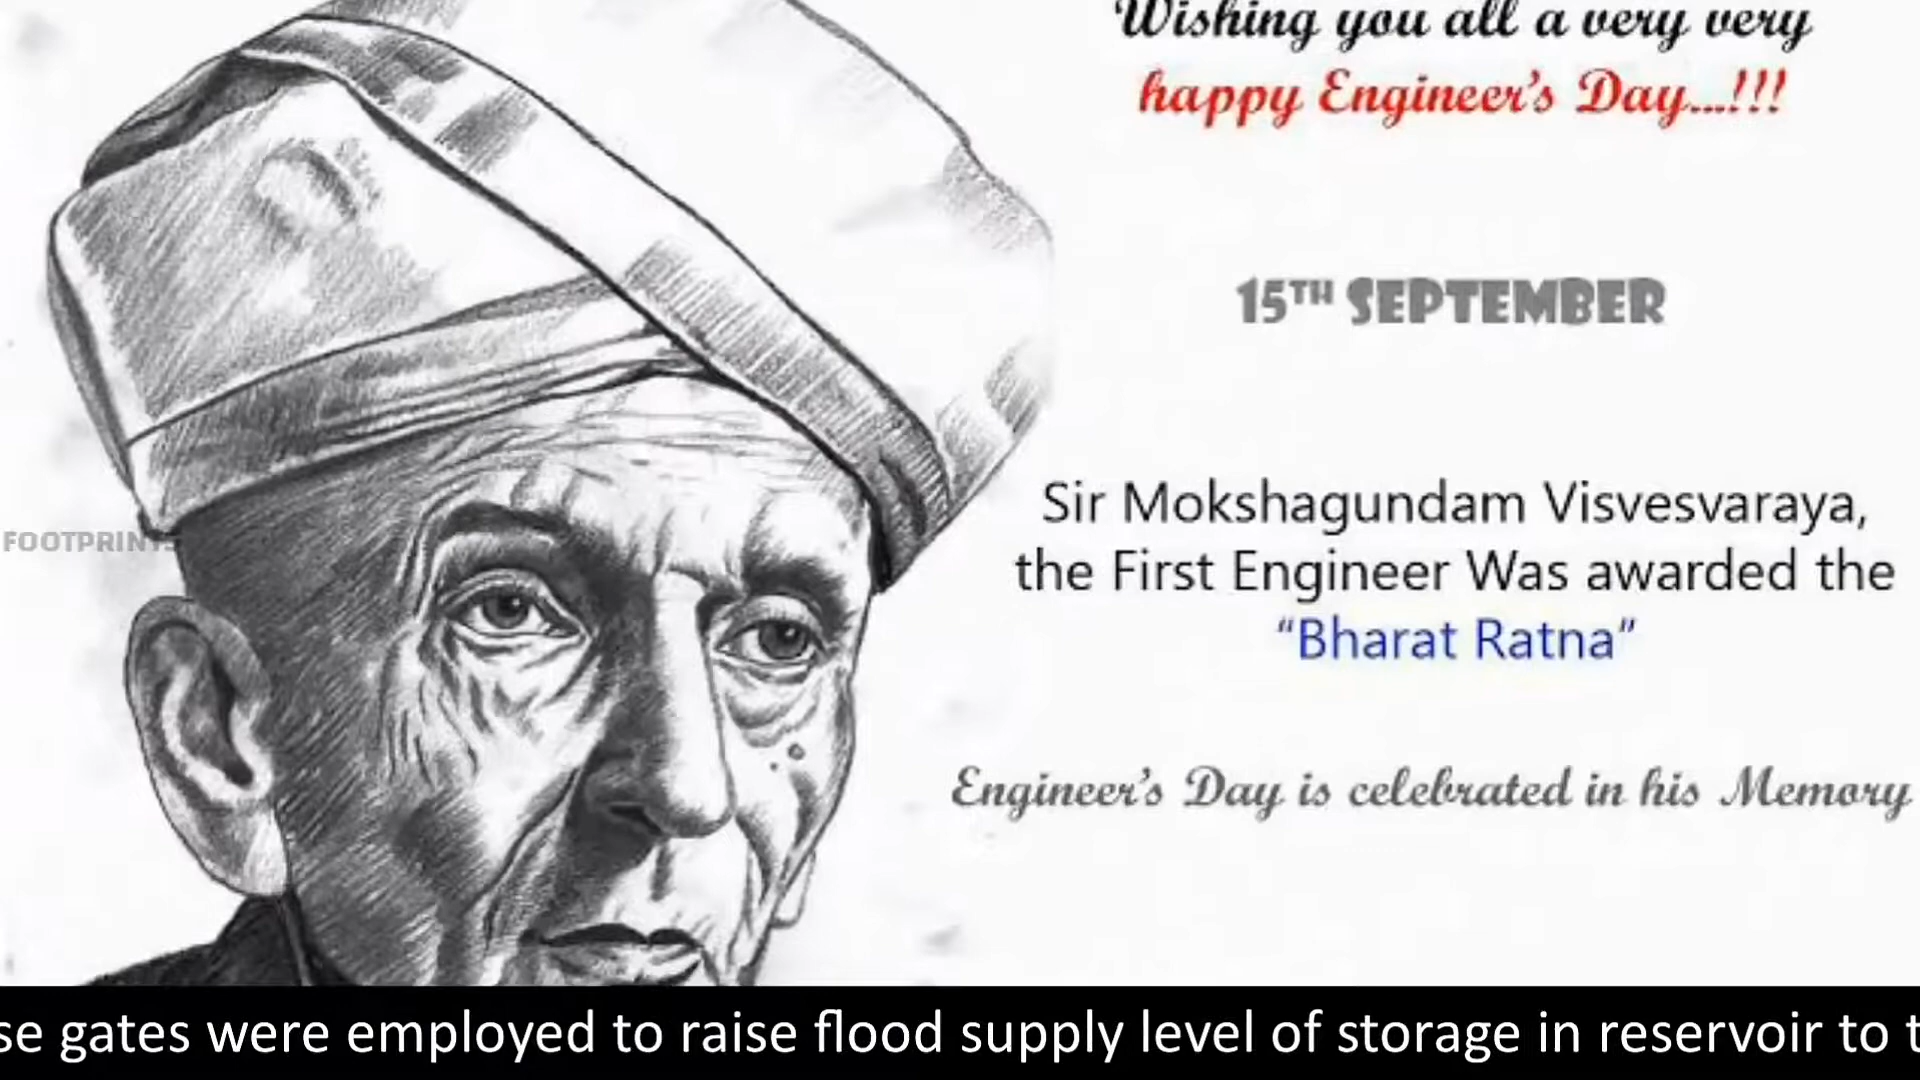 Wishing you all a very very
happy Engineer's Day...!!!
15TH SEPTEMBER
Sir Mokshagundam Visvesvaraya,
the First Engineer Was awarded the
“Bharat Ratna”
FOOTPRINTS
Engineer's Day is celebrated in his Memory
se gates were employed to raise flood supply level of storage in reservoir to t